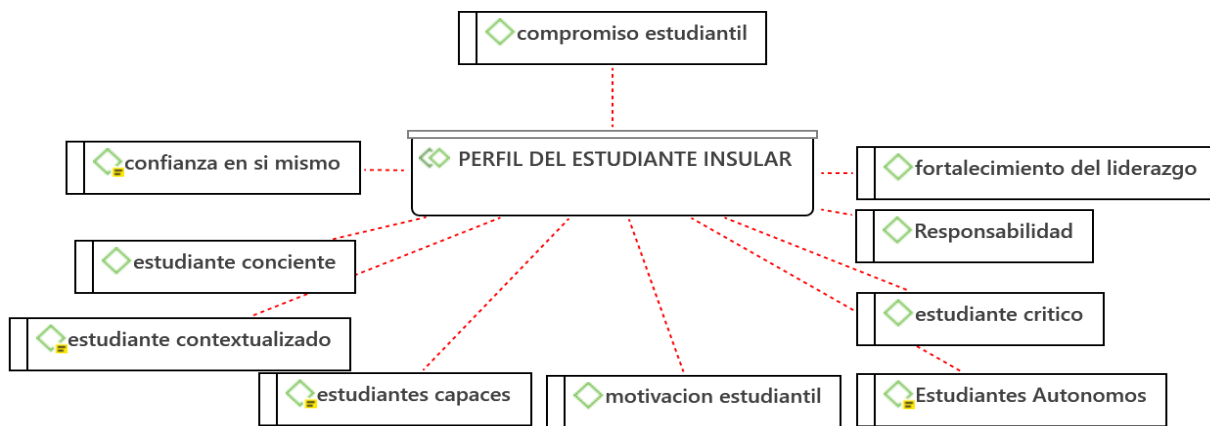 compromiso estudiantil
PERFIL DEL ESTUDIANTE INSULAR
confianza en si mismo
fortalecimiento del liderazgo
Responsabilidad
estudiante conciente
estudiante critico
estudiante contextualizado
estudiantes capaces
motivacion estudiantil
Estudiantes Autonomos